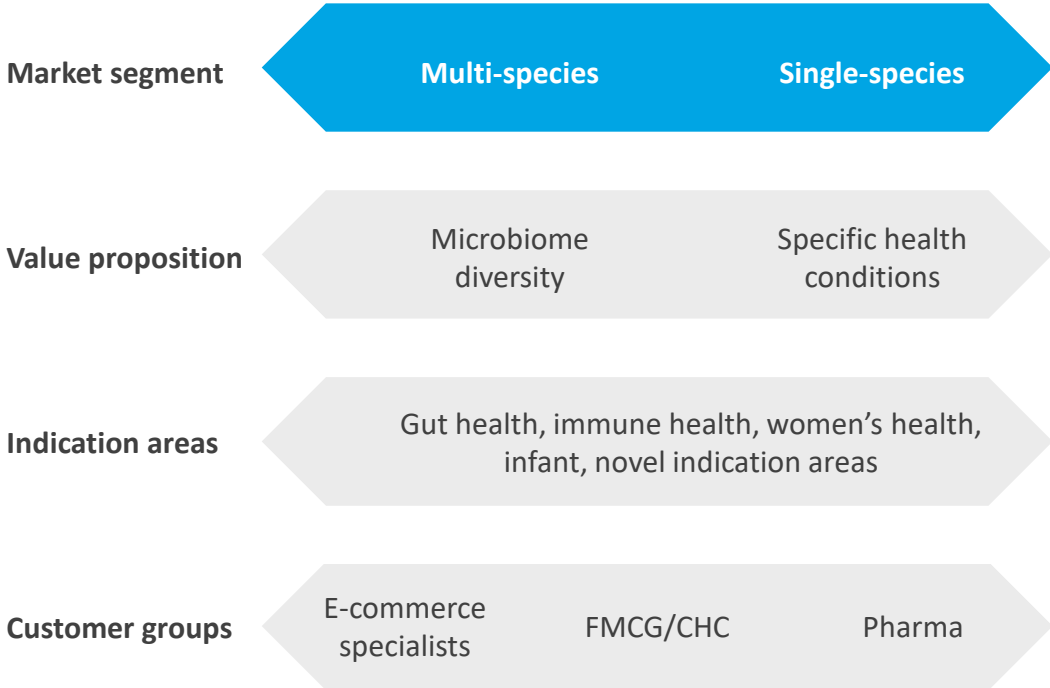 Market segment
Multi-species
Single-species
Value proposition
Microbiome
diversity
Specific health
conditions
Indication areas
Gut health, immune health, women’s health,
infant, novel indication areas
Customer groups
E-commerce
specialists
FMCG/CHC
Pharma